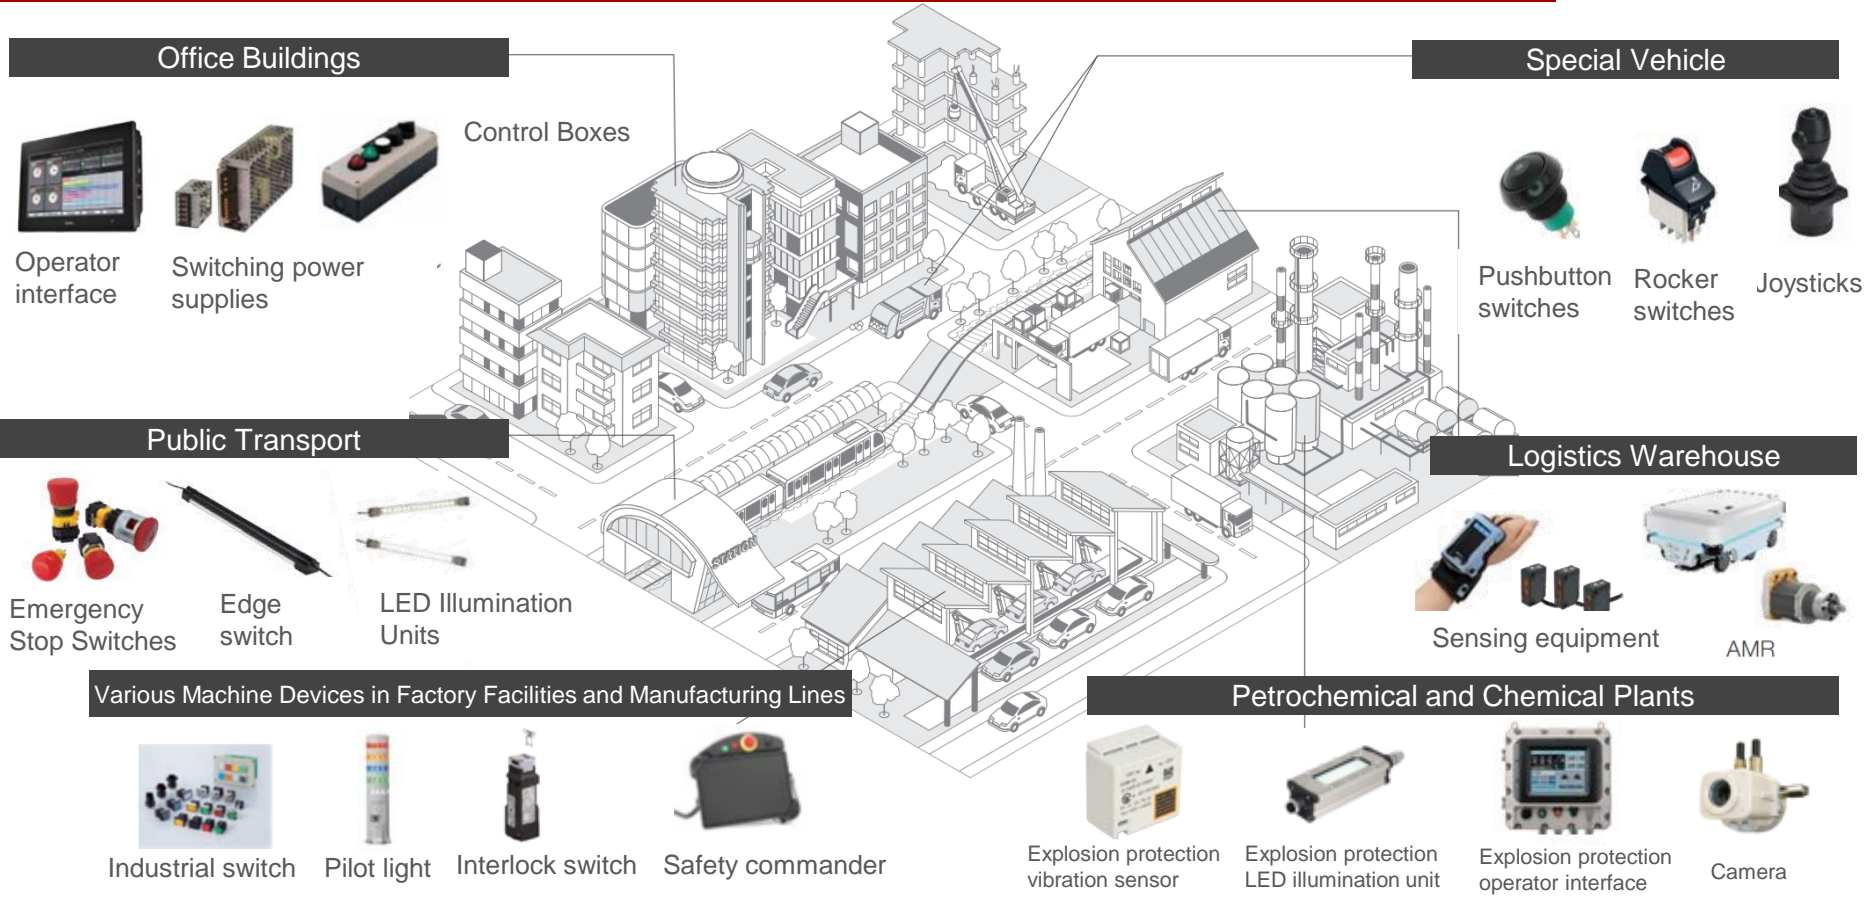 Office Buildings
Control Boxes
Operator
interface
Switching power
supplies
Special Vehicle
Pushbutton
switches
Rocker
switches
Joysticks
Public Transport
Emergency
Stop Switches
Edge
switch
LED Illumination
Units
STATION
Logistics Warehouse
Sensing equipment
AMR
Various Machine Devices in Factory Facilities and Manufacturing Lines
Industrial switch
Pilot light
Interlock switch
Safety commander
Petrochemical and Chemical Plants
Explosion protection
vibration sensor
Explosion protection
LED illumination unit
Explosion protection
operator interface
Camera